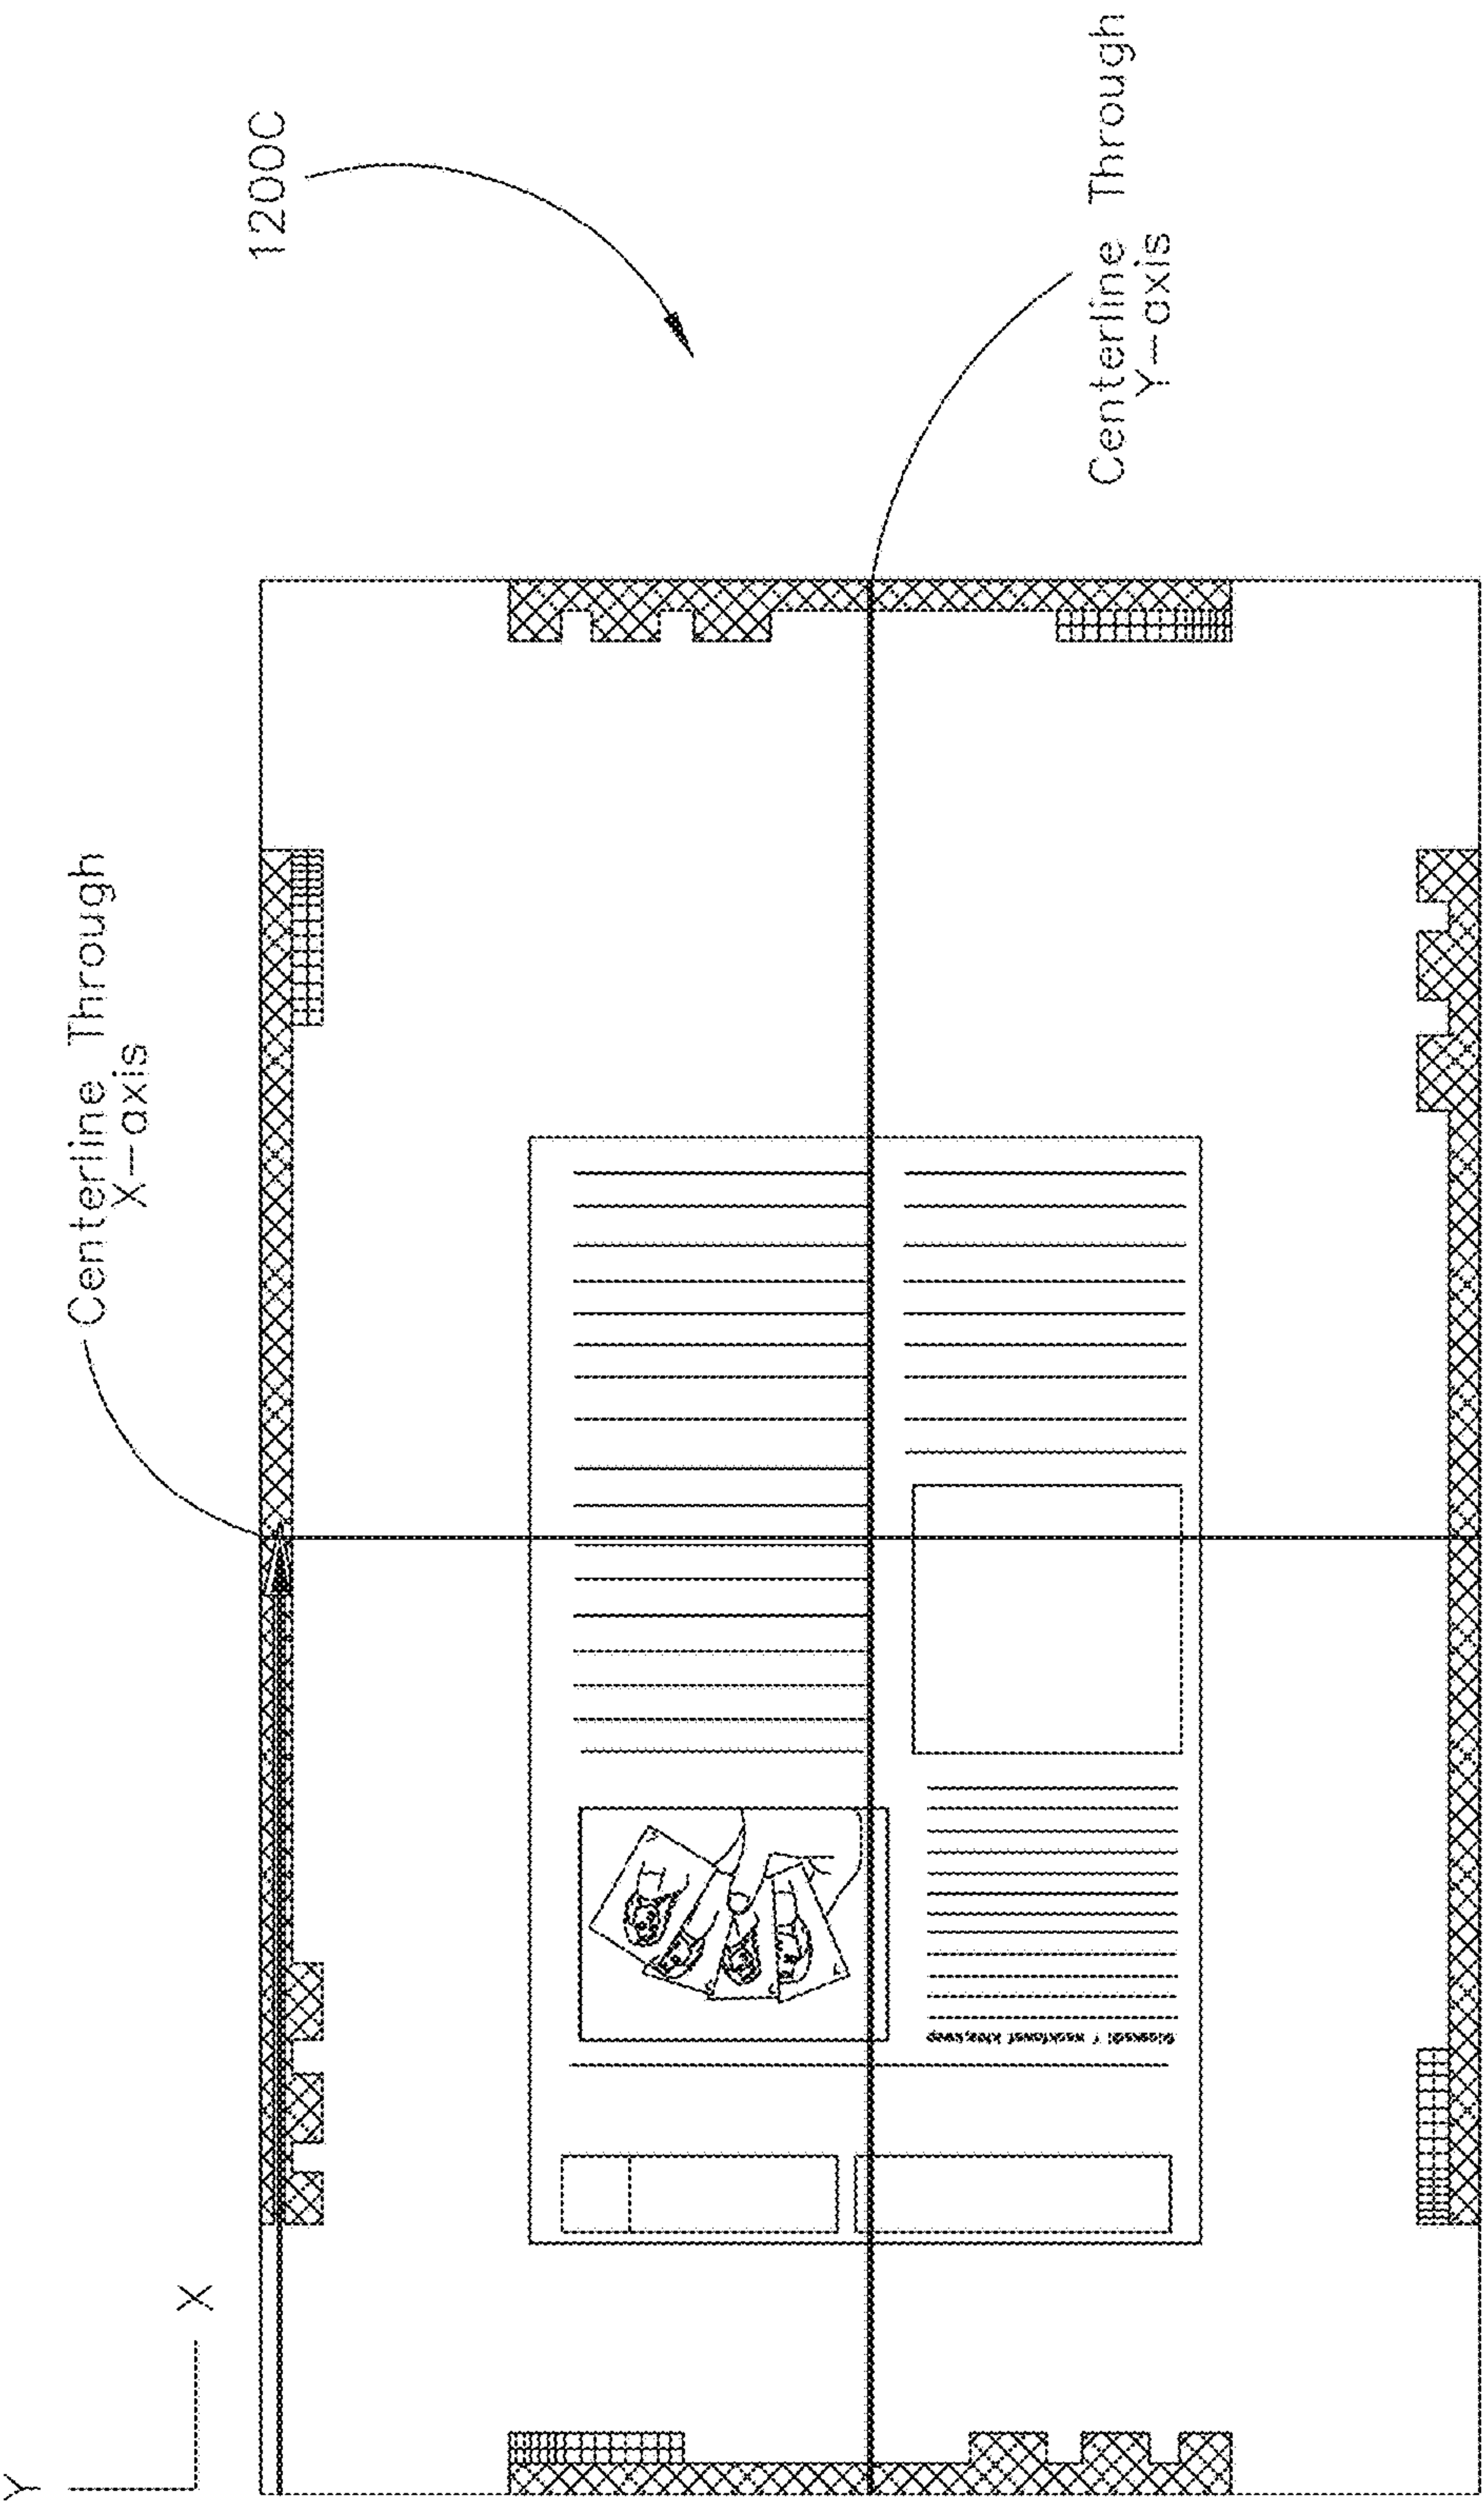 1200C
Centerline Through
X-axis
Centerline Through
Y-axis
Y
X